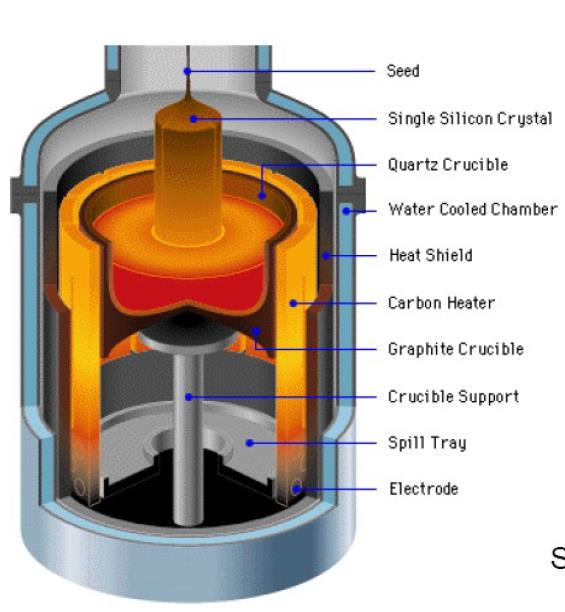 Seed
Single Silicon Crystal
Quartz Crucible
Water Cooled Chamber
Heat Shield
Carbon Heater
Graphite Crucible
Crucible Support
Spill Tray
Electrode
S